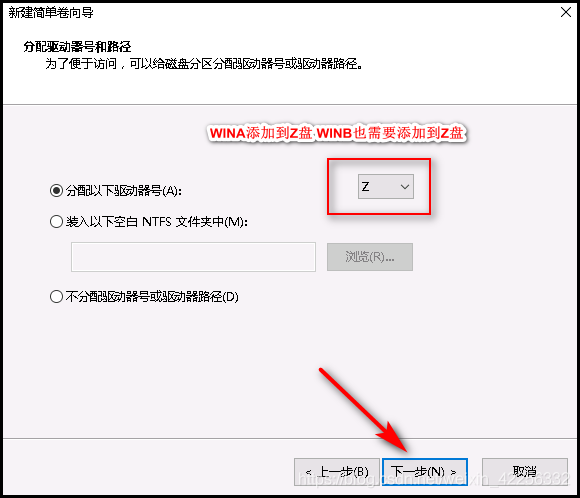 新建简单卷向导
分配驱动器号和路径
为了便于访问，可以给磁盘分区分配驱动器号或驱动器路径。
WINA添加到Z盘 WINB也需要添加到Z盘
分配以下驱动器号(A):
Z
装入以下空白 NTFS 文件夹中(M):
浏览(R)...
不分配驱动器号或驱动器路径(D)
< 上一步(B) 下一步(N) > 取消
https://blog.csdn.net/weixin_42256332